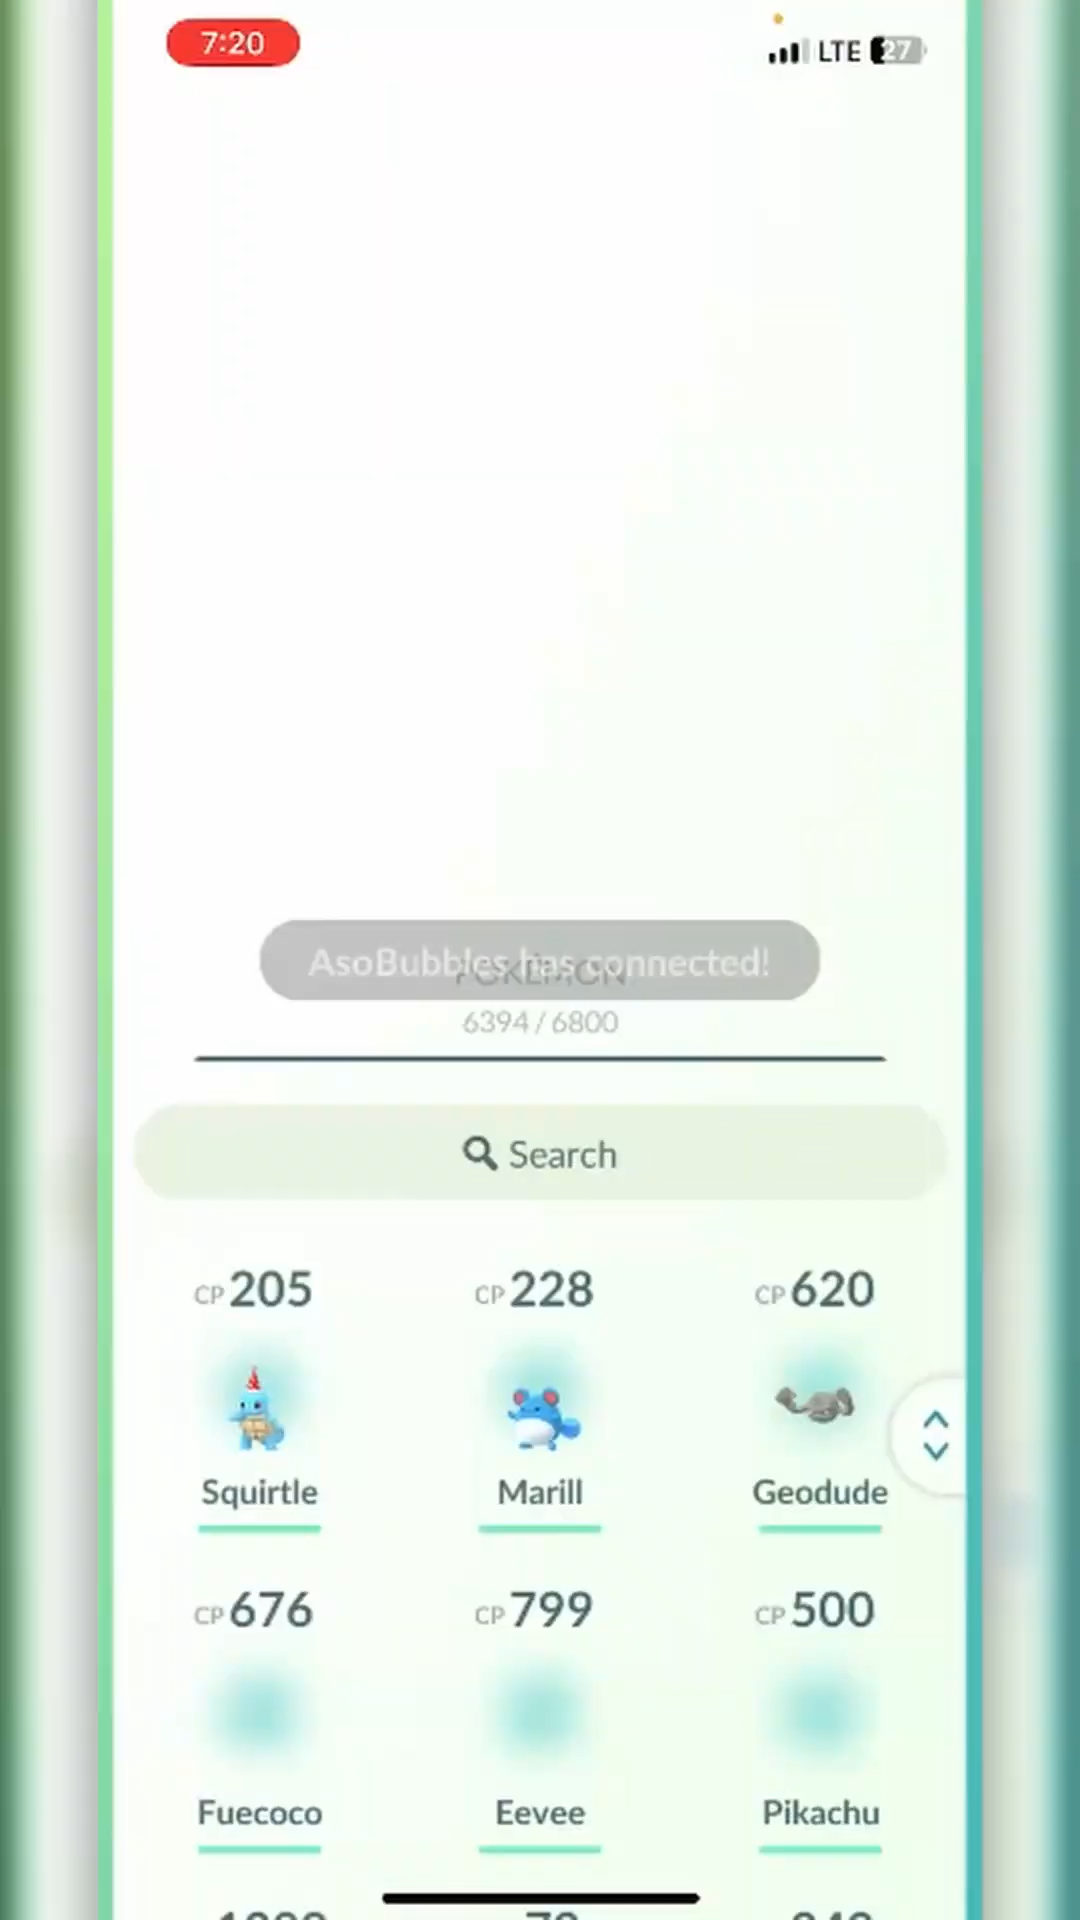 7:20
LTE 27
AsoBubbles has connected!
POKÉMON
6394 / 6800
Search
CP 205
CP 228
CP 620
Squirtle
Marill
Geodude
CP 676
CP 799
CP 500
Fuecoco
Eevee
Pikachu